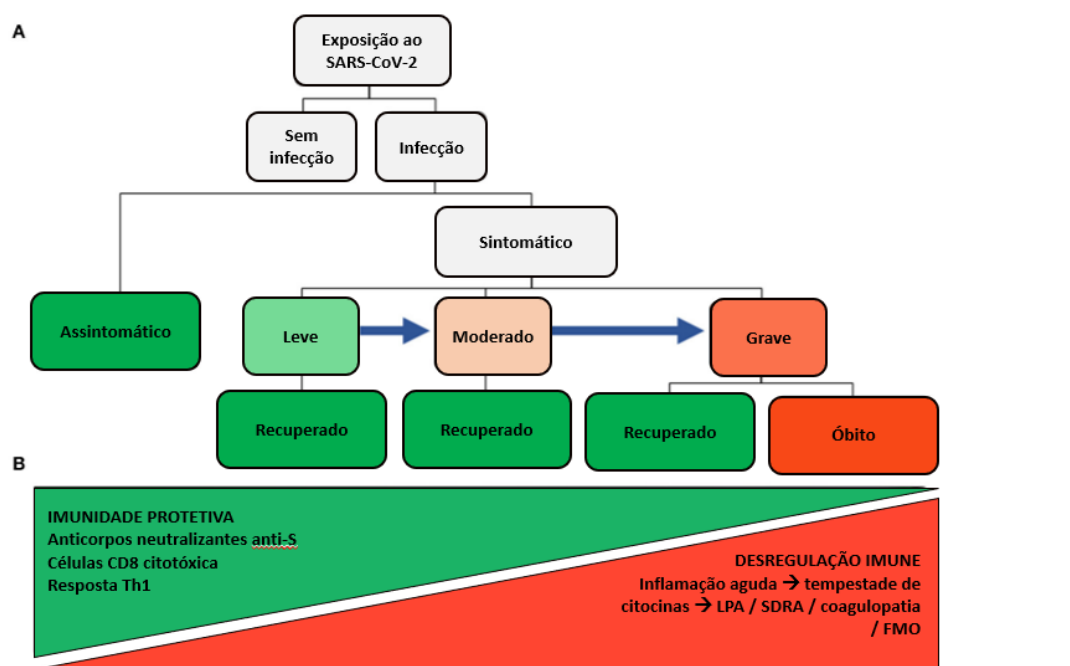 A
Exposição ao
SARS-CoV-2
Sem
infecção
Infecção
Sintomático
Assintomático
Leve
Moderado
Grave
Recuperado
Recuperado
Recuperado
Óbito
B
IMUNIDADE PROTETIVA
Anticorpos neutralizantes anti-S
Células CD8 citotóxica
Resposta Th1
DESREGULAÇÃO IMUNE
Inflamação aguda → tempestade de
citocinas → LPA / SDRA / coagulopatia
/ FMO